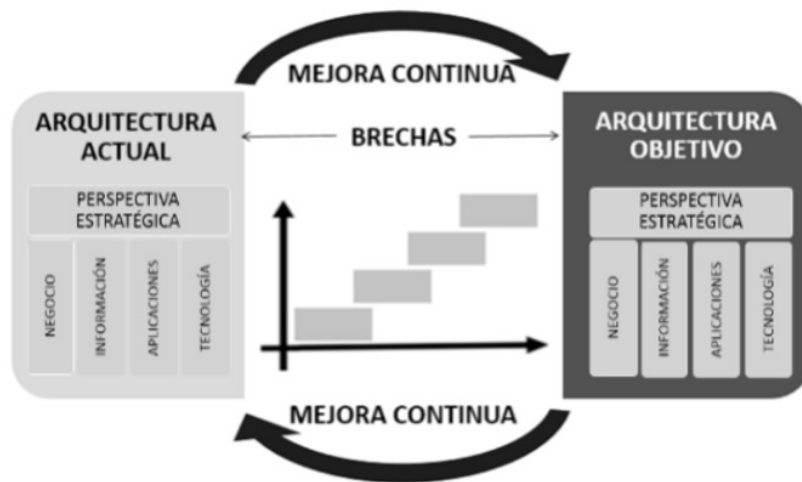 MEJORA CONTINUA
ARQUITECTURA
ACTUAL
BRECHAS
ARQUITECTURA
OBJETIVO
PERSPECTIVA
ESTRATÉGICA
NEGOCIO
INFORMACIÓN
APLICACIONES
TECNOLOGÍA
PERSPECTIVA
ESTRATÉGICA
NEGOCIO
INFORMACIÓN
APLICACIONES
TECNOLOGÍA
MEJORA CONTINUA